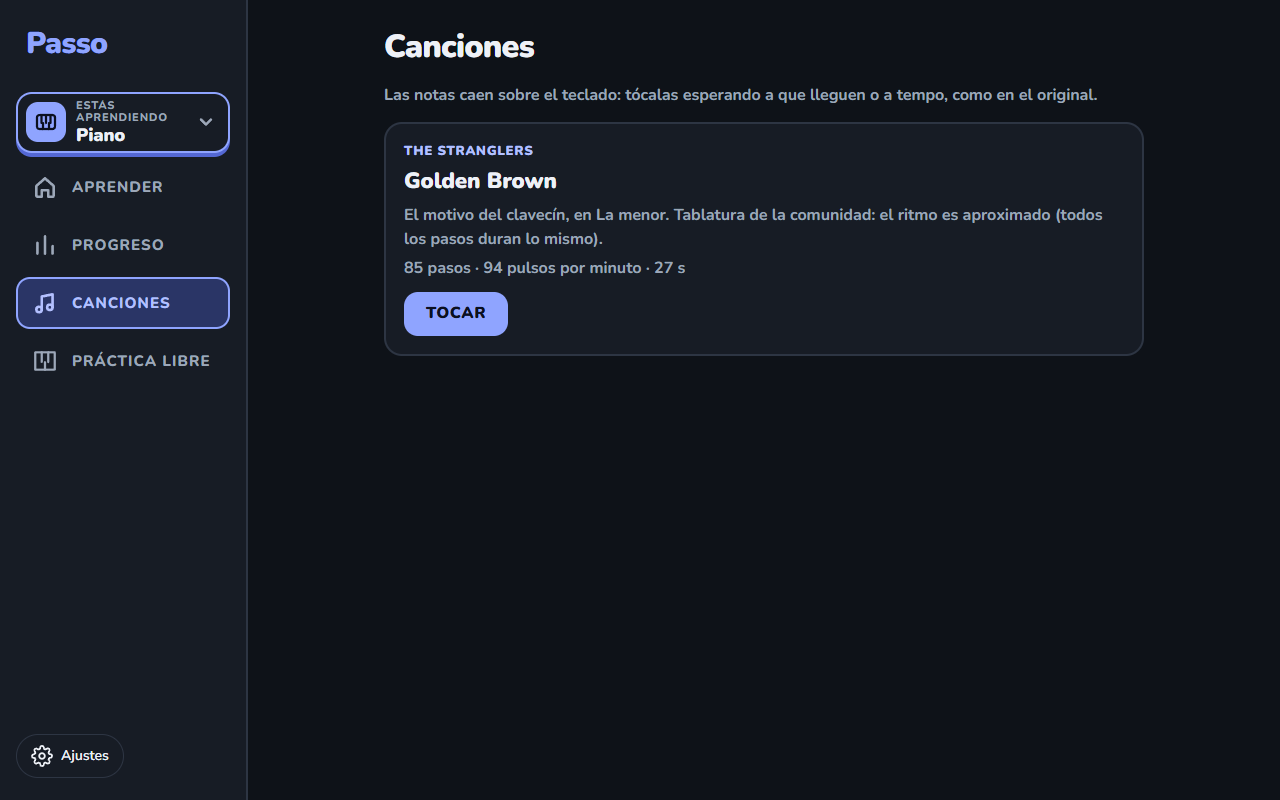 Passo
ESTÁS
APRENDIENDO
Piano
APRENDER
PROGRESO
CANCIONES
PRÁCTICA LIBRE
Ajustes
Canciones
Las notas caen sobre el teclado: tócalas esperando a que lleguen o a tempo, como en el original.
THE STRANGLERS
Golden Brown
El motivo del clavecín, en La menor. Tablatura de la comunidad: el ritmo es aproximado (todos
los pasos duran lo mismo).
85 pasos · 94 pulsos por minuto · 27 s
TOCAR